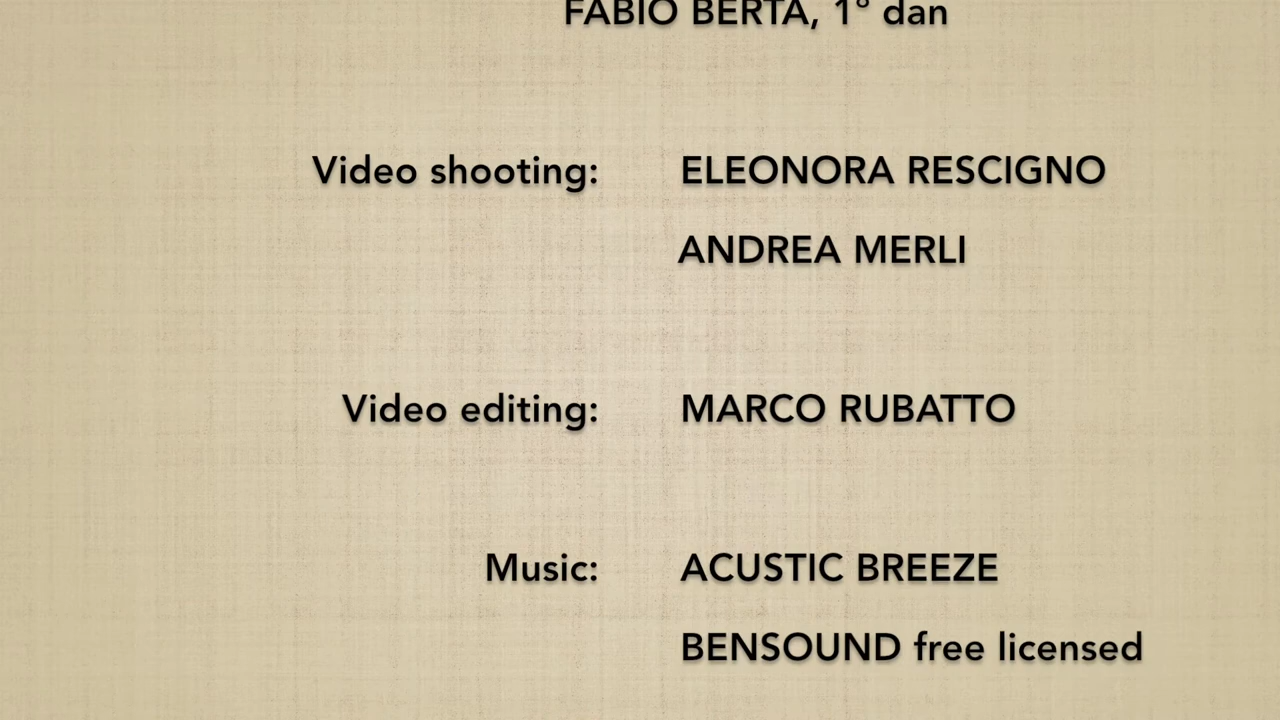 FABIO BERTA, 1° dan
Video shooting: ELEONORA RESCIGNO
ANDREA MERLI
Video editing: MARCO RUBATTO
Music: ACUSTIC BREEZE
BENSOUND free licensed